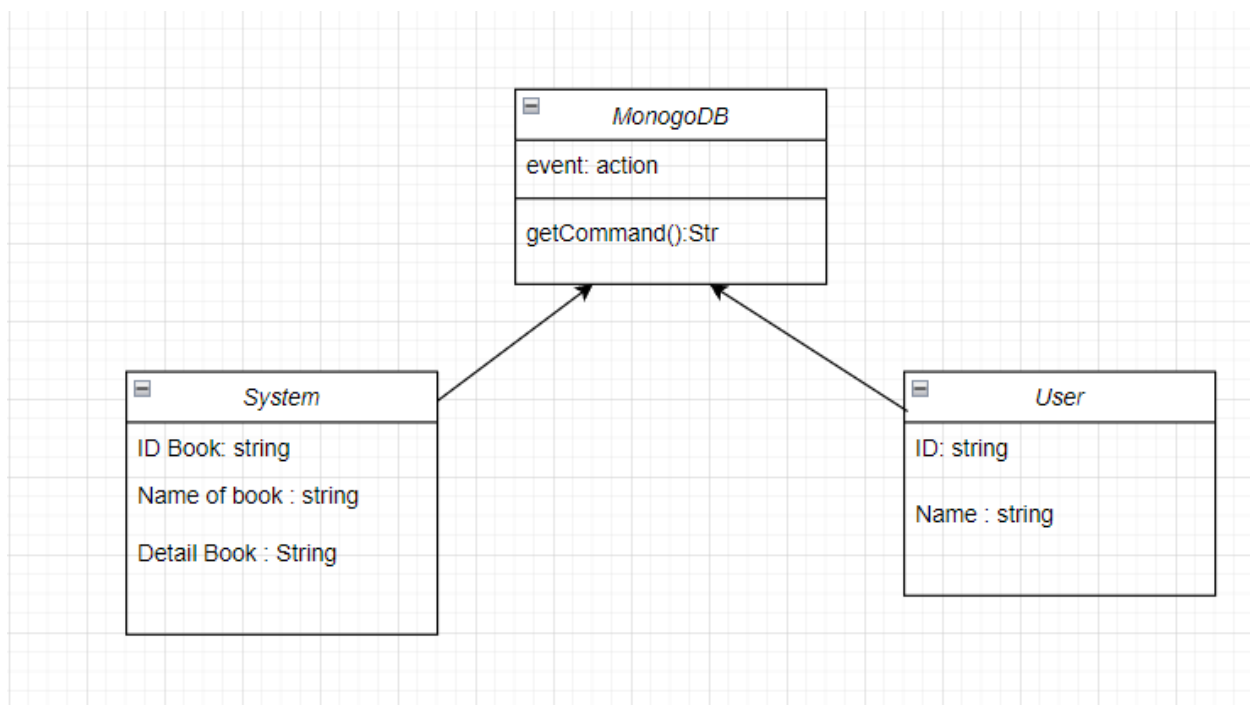 MonogoDB
event: action
getCommand():Str
System
ID Book: string
Name of book : string
Detail Book : String
User
ID: string
Name : string